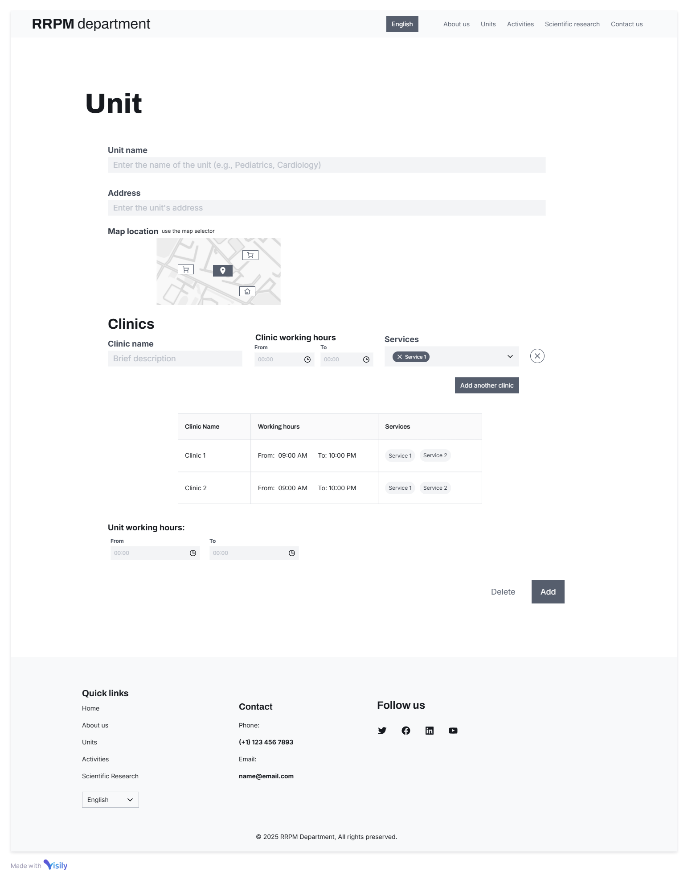 RRPM department
English
About us
Units
Activities
Scientific research
Contact us
Unit
Unit name
Enter the name of the unit (e.g., Pediatrics, Cardiology)
Address
Enter the unit's address
Map location use the map selector
Clinics
Clinic name
Brief description
Clinic working hours
From
To
00:00
00:00
Services
Service 1
Add another clinic
Clinic Name
Working hours
Services
Clinic 1
From: 09:00 AM
To: 10:00 PM
Service 1
Service 2
Clinic 2
From: 09:00 AM
To: 10:00 PM
Service 1
Service 2
Unit working hours:
From
To
00:00
00:00
Delete
Add
Quick links
Home
About us
Units
Activities
Scientific Research
English
Contact
Phone:
(+1) 123 456 7893
Email:
name@email.com
Follow us
© 2025 RRPM Department, All rights preserved.
Made with Visily